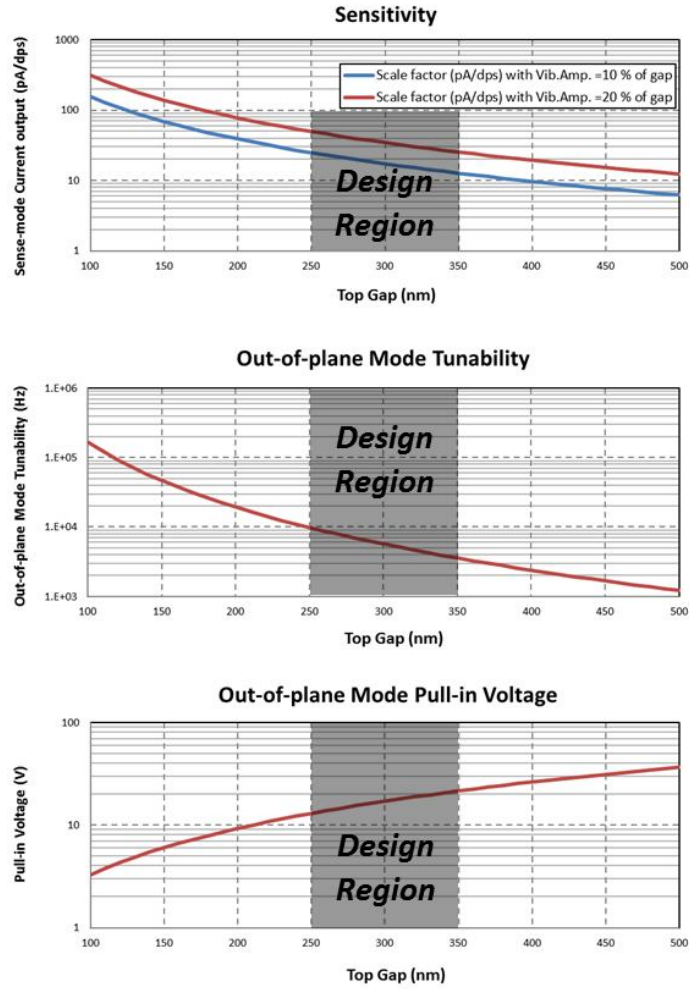 Sensitivity
Sense-mode Current output (pA/dps)
1000
100
10
1
Scale factor (pA/dps) with Vib.Amp. =10 % of gap
Scale factor (pA/dps) with Vib.Amp. =20 % of gap
Design
Region
100 150 200 250 300 350 400 450 500
Top Gap (nm)
Out-of-plane Mode Tunability
Out-of-plane Mode Tunability (Hz)
1.E+06
1.E+05
1.E+04
1.E+03
Design
Region
100 150 200 250 300 350 400 450 500
Top Gap (nm)
Out-of-plane Mode Pull-in Voltage
Pull-in Voltage (V)
100
10
1
Design
Region
100 150 200 250 300 350 400 450 500
Top Gap (nm)